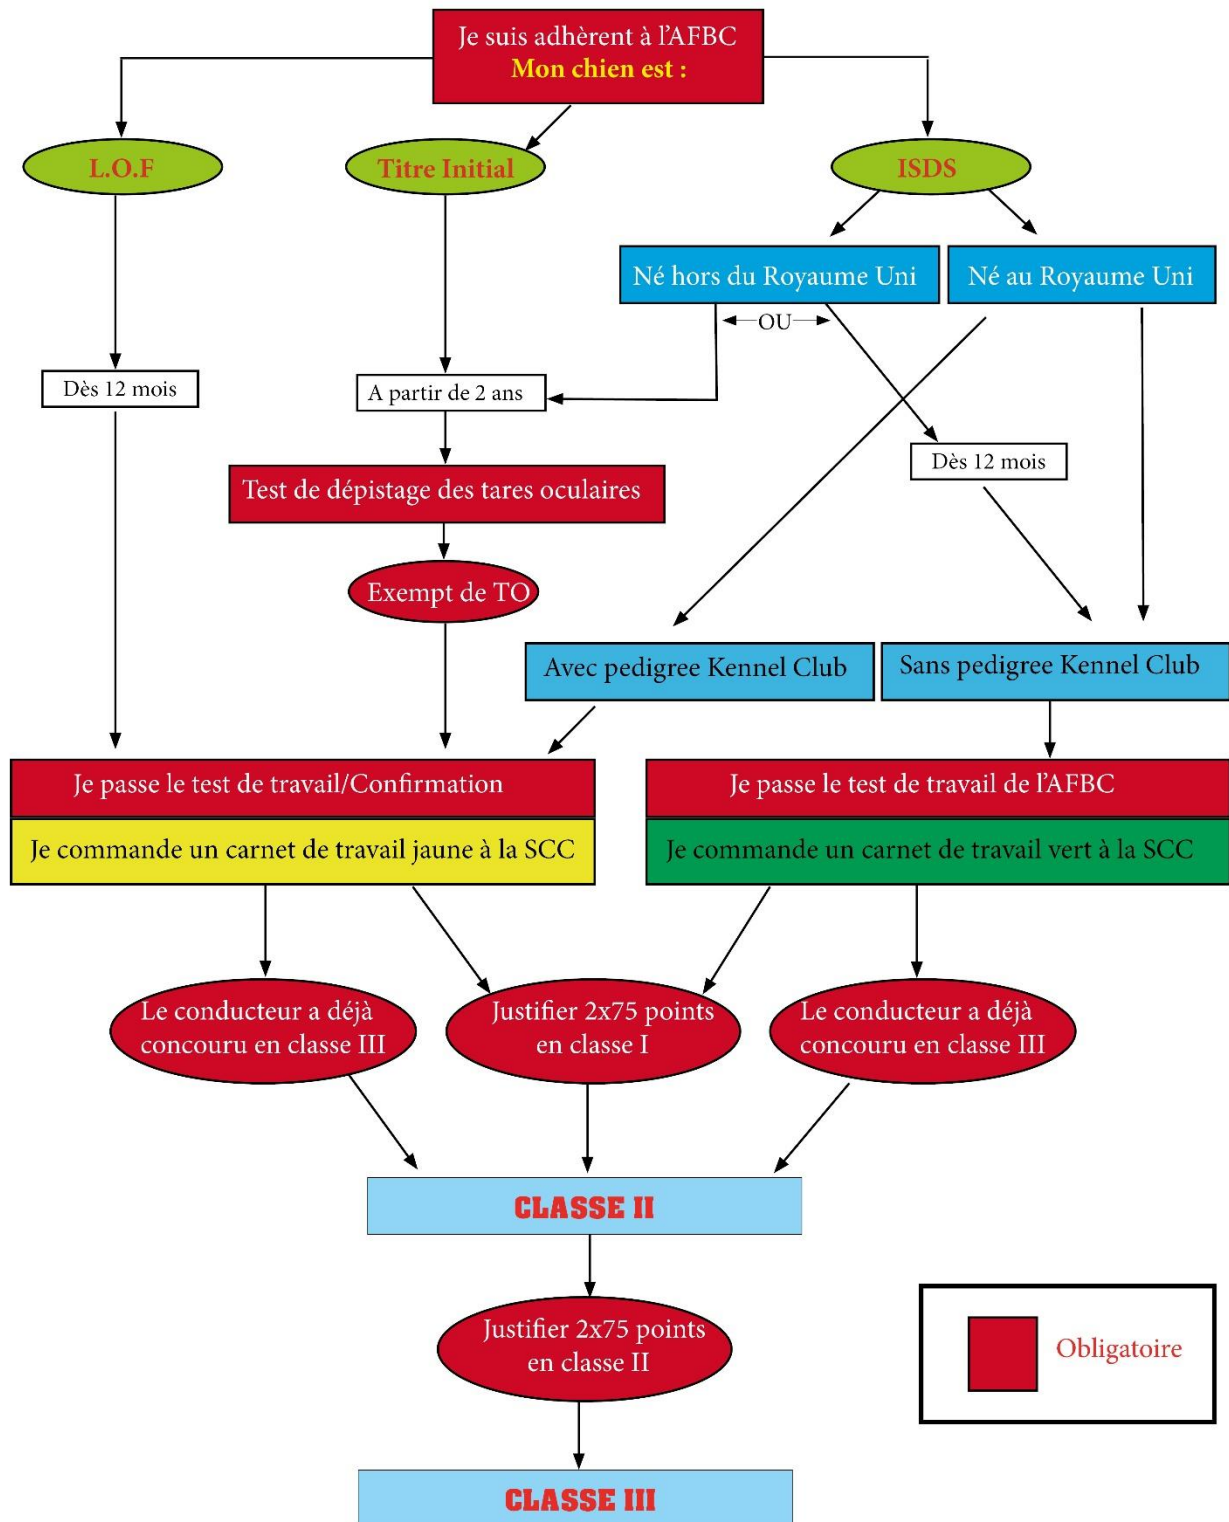 Je suis adhèrent à l'AFBC
Mon chien est :
L.O.F
Titre Initial
ISDS
Né hors du Royaume Uni
Né au Royaume Uni
OU
Dès 12 mois
A partir de 2 ans
Dès 12 mois
Test de dépistage des tares oculaires
Exempt de TO
Avec pedigree Kennel Club
Sans pedigree Kennel Club
Je passe le test de travail/Confirmation
Je passe le test de travail de l'AFBC
Je commande un carnet de travail jaune à la SCC
Je commande un carnet de travail vert à la SCC
Le conducteur a déjà
concouru en classe III
Justifier 2x75 points
en classe I
Le conducteur a déjà
concouru en classe III
CLASSE II
Justifier 2x75 points
en classe II
Obligatoire
CLASSE III